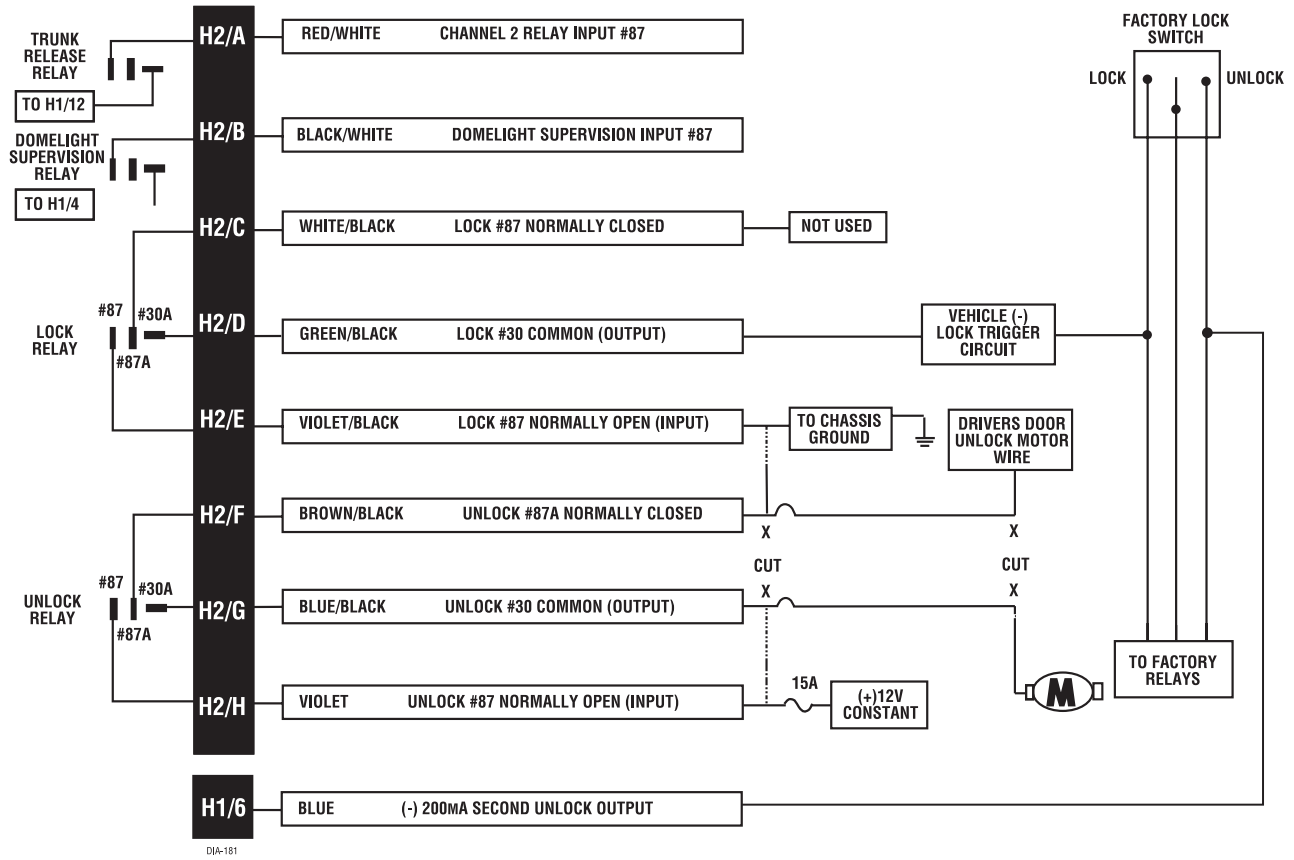 FACTORY LOCK
SWITCH
LOCK
UNLOCK
TRUNK
RELEASE
RELAY
TO H1/12
H2/A
RED/WHITE CHANNEL 2 RELAY INPUT #87
DOMELIGHT
SUPERVISION
RELAY
TO H1/4
H2/B
BLACK/WHITE DOMELIGHT SUPERVISION INPUT #87
H2/C
WHITE/BLACK LOCK #87 NORMALLY CLOSED
NOT USED
#87
#30A
LOCK
RELAY
#87A
H2/D
GREEN/BLACK LOCK #30 COMMON (OUTPUT)
VEHICLE (-)
LOCK TRIGGER
CIRCUIT
H2/E
VIOLET/BLACK LOCK #87 NORMALLY OPEN (INPUT)
TO CHASSIS
GROUND
DRIVERS DOOR
UNLOCK MOTOR
WIRE
H2/F
BROWN/BLACK UNLOCK #87A NORMALLY CLOSED
X
X
CUT
CUT
X
X
#87
#30A
UNLOCK
RELAY
#87A
H2/G
BLUE/BLACK UNLOCK #30 COMMON (OUTPUT)
TO FACTORY
RELAYS
H2/H
VIOLET UNLOCK #87 NORMALLY OPEN (INPUT)
15A
(+)12V
CONSTANT
M
H1/6
BLUE (-) 200MA SECOND UNLOCK OUTPUT
DIA-181